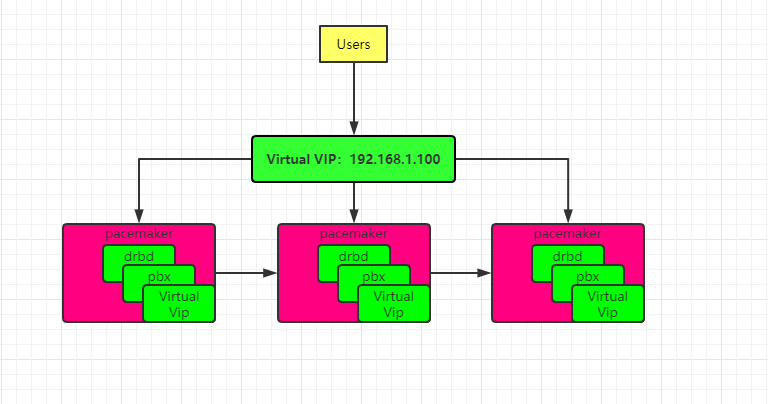 Users
Virtual VIP：192.168.1.100
pacemaker
drbd
pbx
Virtual
Vip
pacemaker
drbd
pbx
Virtual
Vip
pacemaker
drbd
pbx
Virtual
Vip